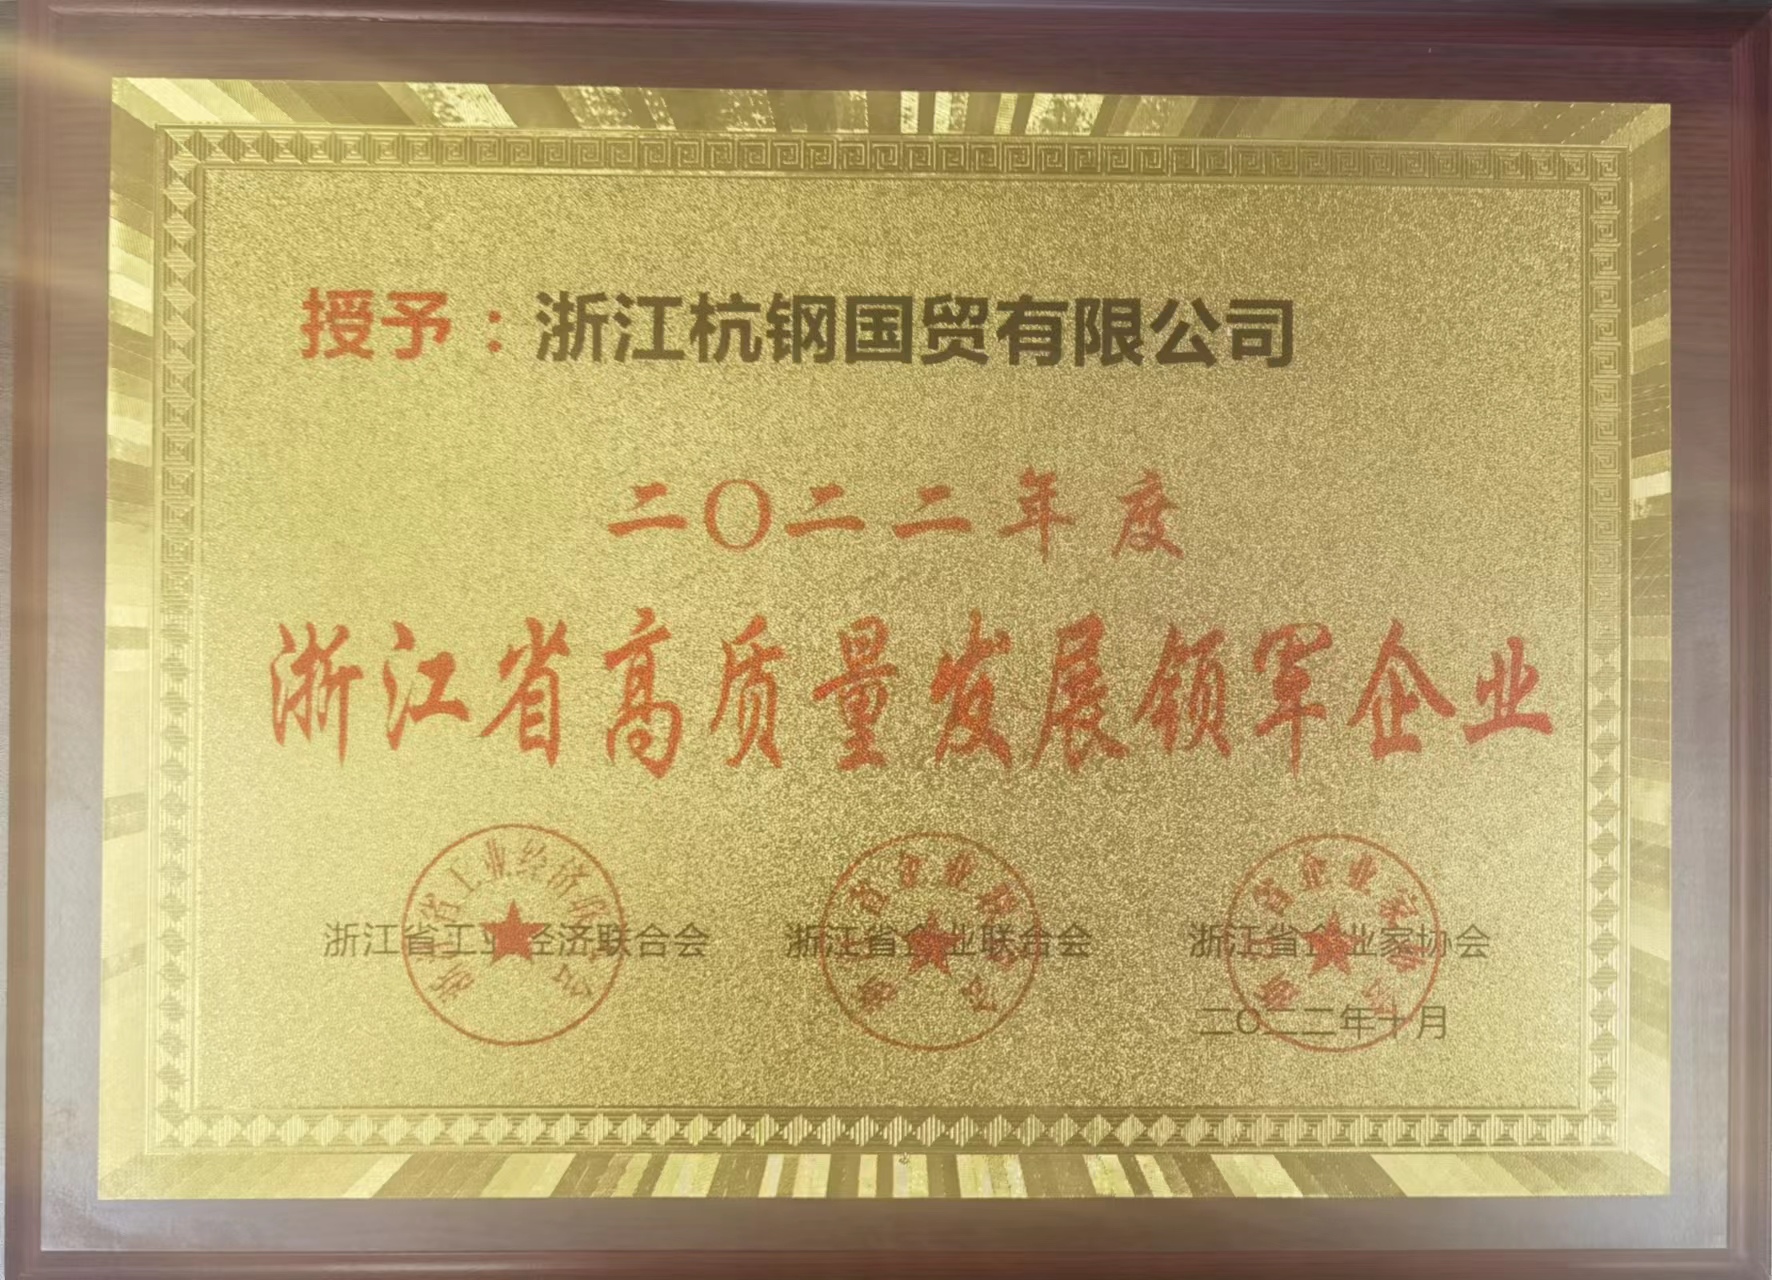 授予：浙江杭钢国贸有限公司
二〇二二年度
浙江省高质量发展领军企业
浙江省工业经济联合会 浙江省企业联合会 浙江省企业家协会
二〇二二年十月